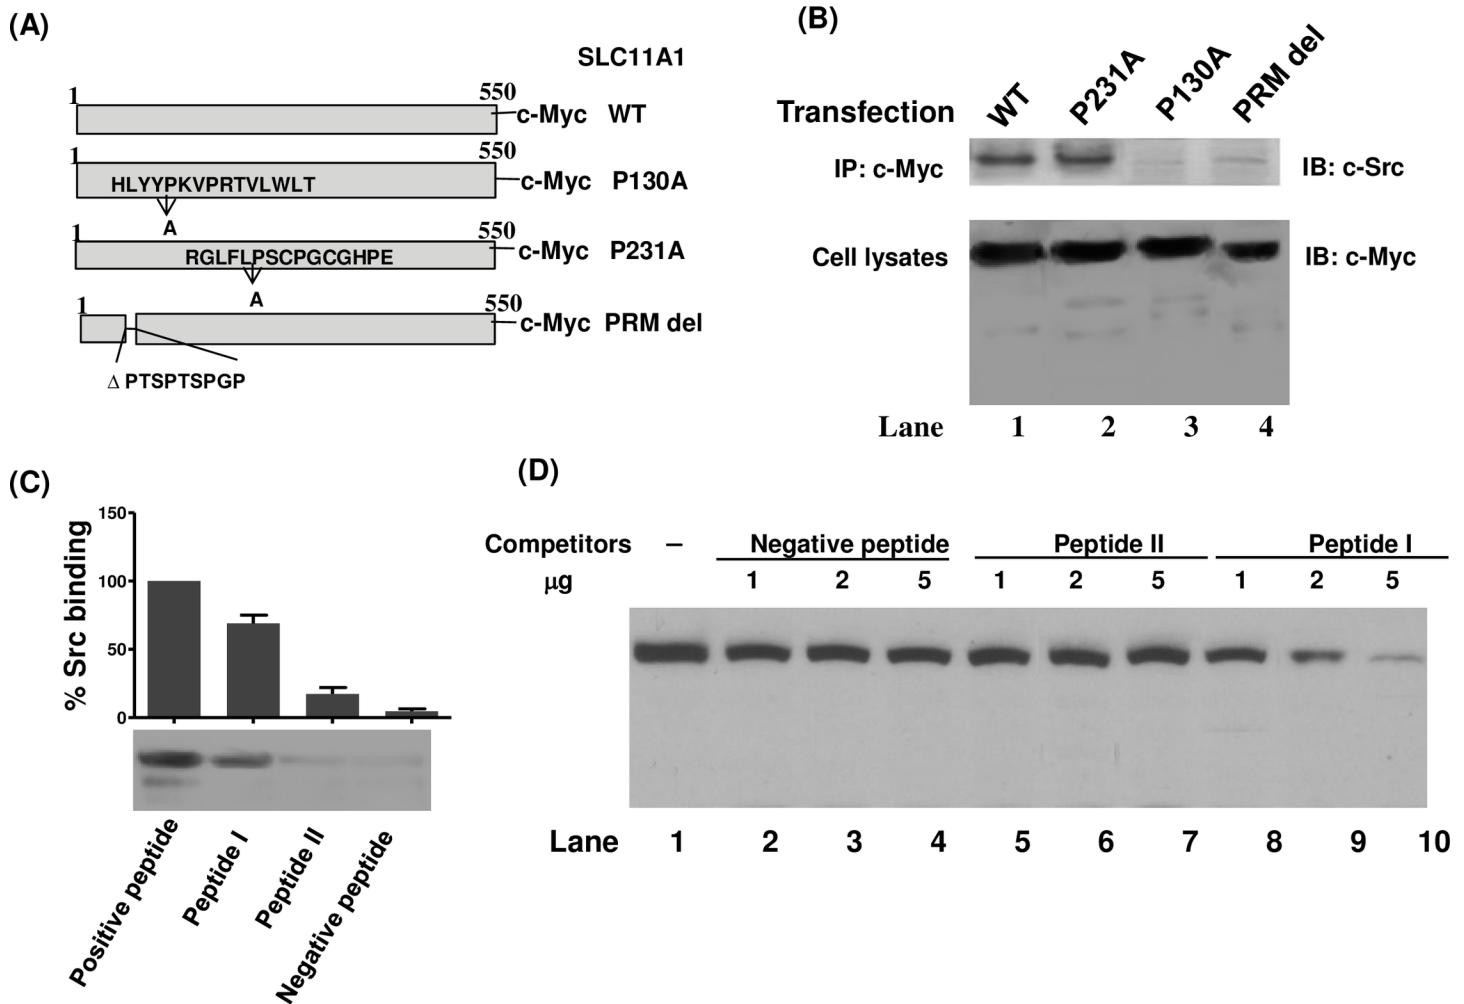 (A)
SLC11A1
1 550
c-Myc WT
1 550
HLYYPKVPRTVLWLT
c-Myc P130A
A
1 550
RGLFLPSCPGCGHPE
c-Myc P231A
A
1 550
c-Myc PRM del
Δ PTSPTSPGP
(B)
Transfection WT P231A P130A PRM del
IP: c-Myc IB: c-Src
Cell lysates IB: c-Myc
Lane 1 2 3 4
(C)
% Src binding
150
100
50
0
Positive peptide
Peptide I
Peptide II
Negative peptide
(D)
Competitors – Negative peptide Peptide II Peptide I
μg 1 2 5 1 2 5 1 2 5
Lane 1 2 3 4 5 6 7 8 9 10